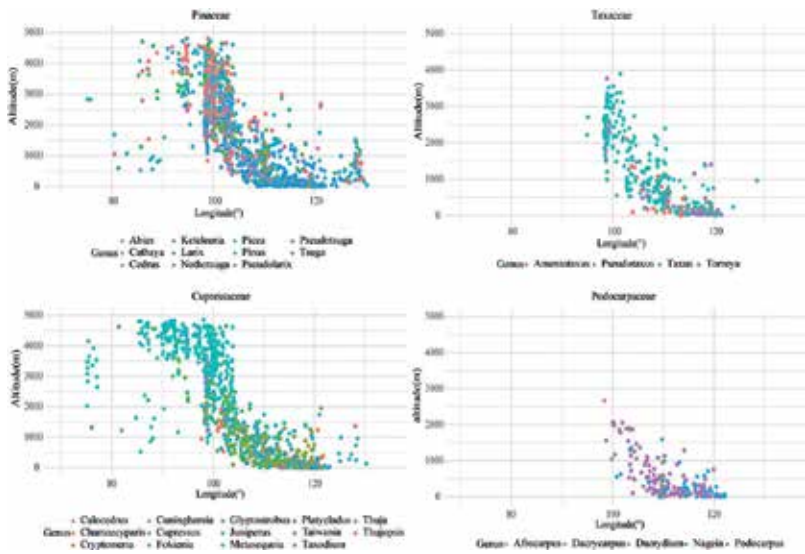 Pinaceae
5000
4000
3000
2000
1000
0
Altitude(m)
80
100
120
Longitude(°)
Abies
Keteleeria
Picea
Pseudotsuga
Genus
Cathaya
Larix
Pinus
Tsuga
Cedrus
Nothotsuga
Pseudolarix
Taxaceae
5000
4000
3000
2000
1000
0
Altitude(m)
80
100
120
Longitude(°)
Genus
Amentotaxus
Pseudotaxus
Taxus
Torreya
Cupressaceae
5000
4000
3000
2000
1000
0
Altitude(m)
80
100
120
Longitude(°)
Calocedrus
Cuninghamia
Glyptostrobus
Platycladus
Thuja
Genus
Chamaecyparis
Cupressus
Juniperus
Taiwania
Thujopsis
Cryptomeria
Fokienia
Metasequoia
Taxodium
Podocarpaceae
5000
4000
3000
2000
1000
0
altitude(m)
80
100
120
Longitude(°)
Genus
Afrocarpus
Dacrycarpus
Dacrydium
Nageia
Podocarpus